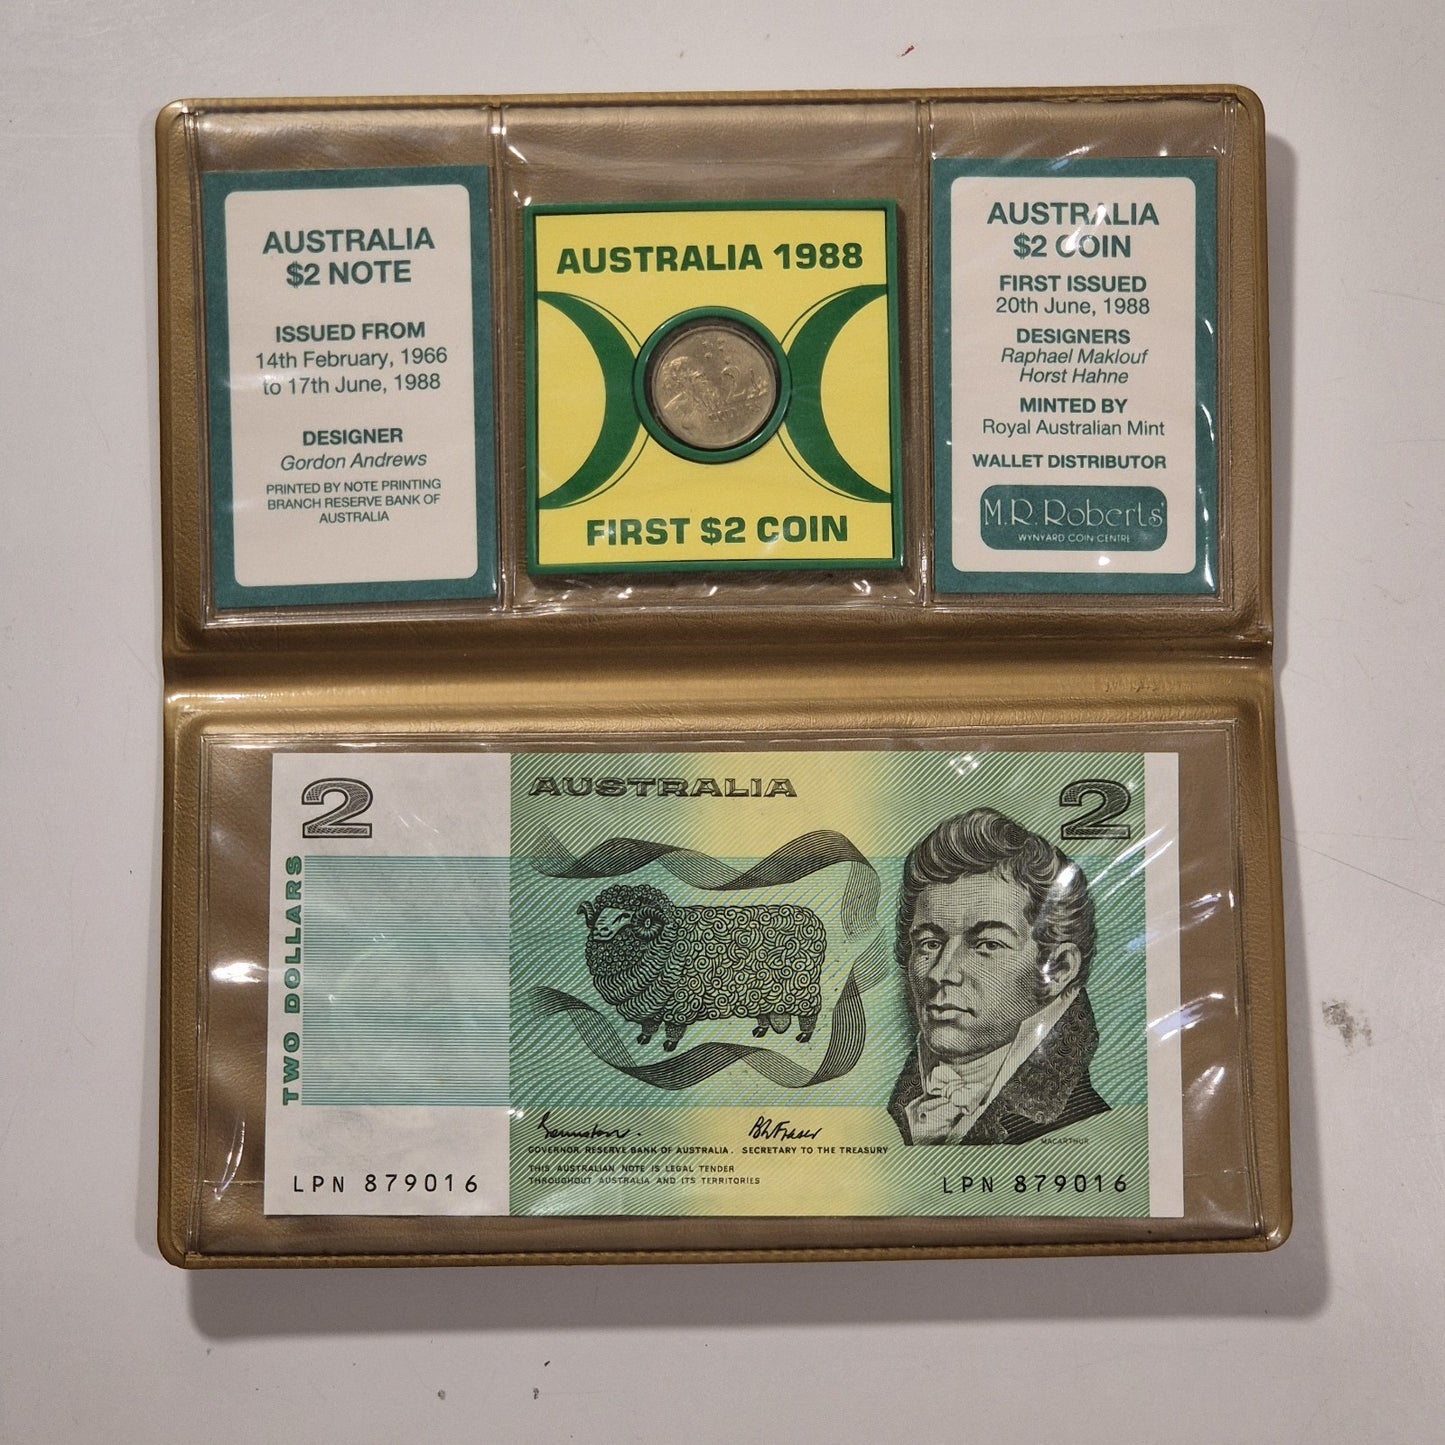 AUSTRALIA
$2 NOTE
ISSUED FROM
14th February, 1966
to 17th June, 1988
DESIGNER
Gordon Andrews
PRINTED BY NOTE PRINTING
BRANCH RESERVE BANK OF
AUSTRALIA
AUSTRALIA 1988
2
FIRST $2 COIN
AUSTRALIA
$2 COIN
FIRST ISSUED
20th June, 1988
DESIGNERS
Raphael Maklouf
Horst Hahne
MINTED BY
Royal Australian Mint
WALLET DISTRIBUTOR
M.R. Roberts'
WYNYARD COIN CENTRE
2
AUSTRALIA
2
TWO DOLLARS
GOVERNOR RESERVE BANK OF AUSTRALIA.
SECRETARY TO THE TREASURY
THIS AUSTRALIAN NOTE IS LEGAL TENDER
THROUGHOUT AUSTRALIA AND ITS TERRITORIES
MACARTHUR
LPN 879016
LPN 879016